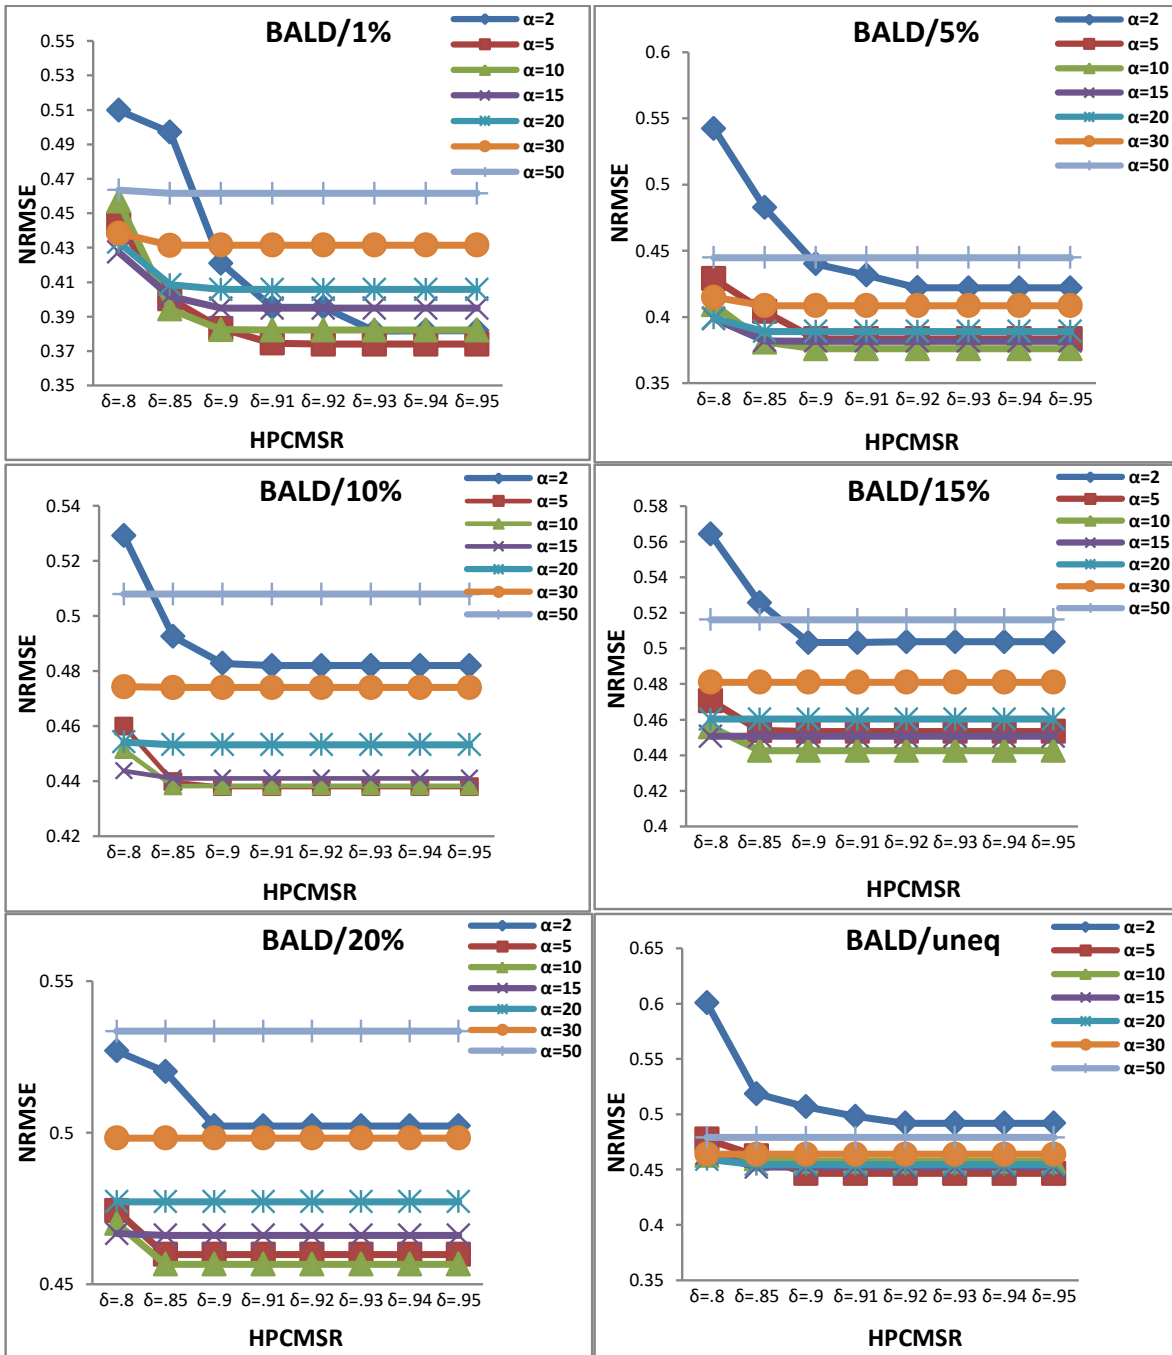 BALD/1%
α=2
α=5
α=10
α=15
α=20
α=30
α=50
NRMSE
0.55
0.53
0.51
0.49
0.47
0.45
0.43
0.41
0.39
0.37
0.35
δ=.8 δ=.85 δ=.9 δ=.91 δ=.92 δ=.93 δ=.94 δ=.95
HPCMSR
BALD/5%
α=2
α=5
α=10
α=15
α=20
α=30
α=50
NRMSE
0.6
0.55
0.5
0.45
0.4
0.35
δ=.8 δ=.85 δ=.9 δ=.91 δ=.92 δ=.93 δ=.94 δ=.95
HPCMSR
BALD/10%
α=2
α=5
α=10
α=15
α=20
α=30
α=50
NRMSE
0.54
0.52
0.5
0.48
0.46
0.44
0.42
δ=.8 δ=.85 δ=.9 δ=.91 δ=.92 δ=.93 δ=.94 δ=.95
HPCMSR
BALD/15%
α=2
α=5
α=10
α=15
α=20
α=30
α=50
NRMSE
0.58
0.56
0.54
0.52
0.5
0.48
0.46
0.44
0.42
0.4
δ=.8 δ=.85 δ=.9 δ=.91 δ=.92 δ=.93 δ=.94 δ=.95
HPCMSR
BALD/20%
α=2
α=5
α=10
α=15
α=20
α=30
α=50
NRMSE
0.55
0.5
0.45
δ=.8 δ=.85 δ=.9 δ=.91 δ=.92 δ=.93 δ=.94 δ=.95
HPCMSR
BALD/uneq
α=2
α=5
α=10
α=15
α=20
α=30
α=50
NRMSE
0.65
0.6
0.55
0.5
0.45
0.4
0.35
δ=.8 δ=.85 δ=.9 δ=.91 δ=.92 δ=.93 δ=.94 δ=.95
HPCMSR